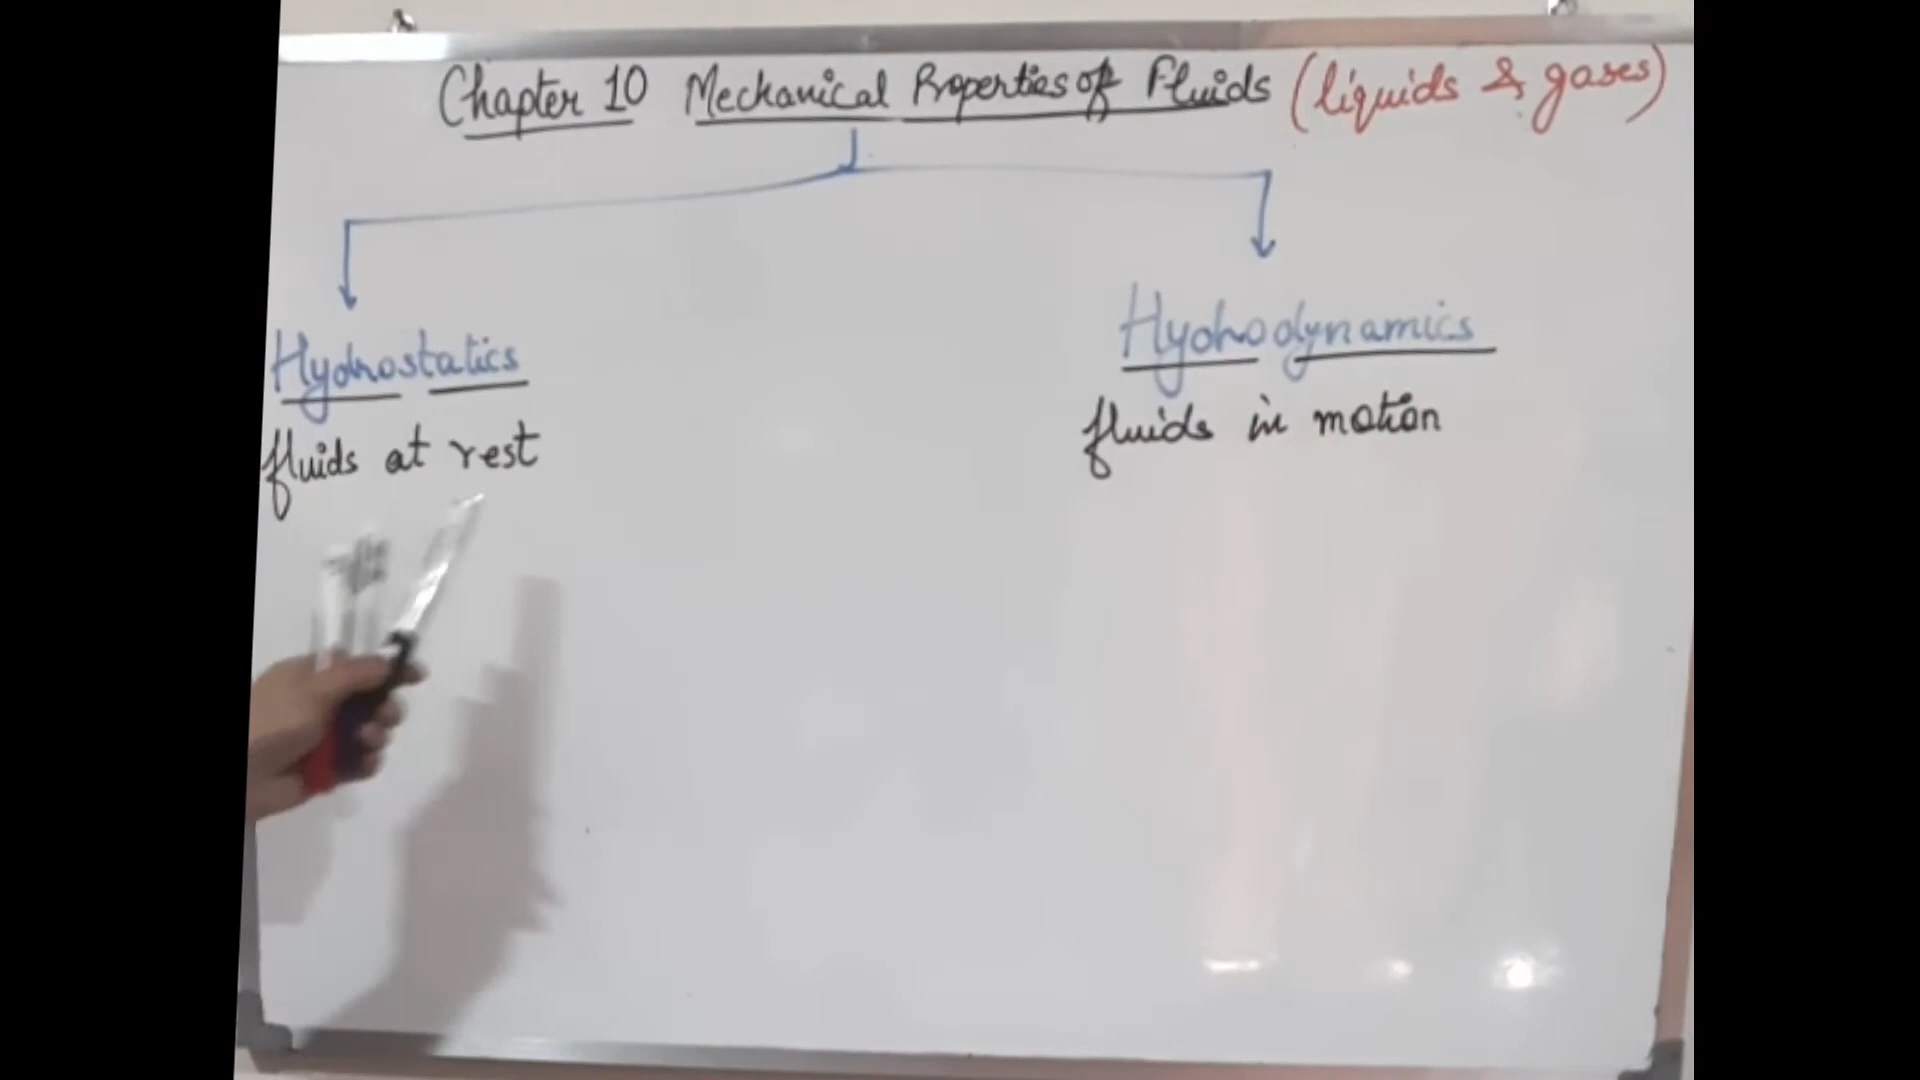 Chapter 10 Mechanical Properties of Fluids (liquids & gases)
Hydrostatics
fluids at rest
Hydrodynamics
fluids in motion